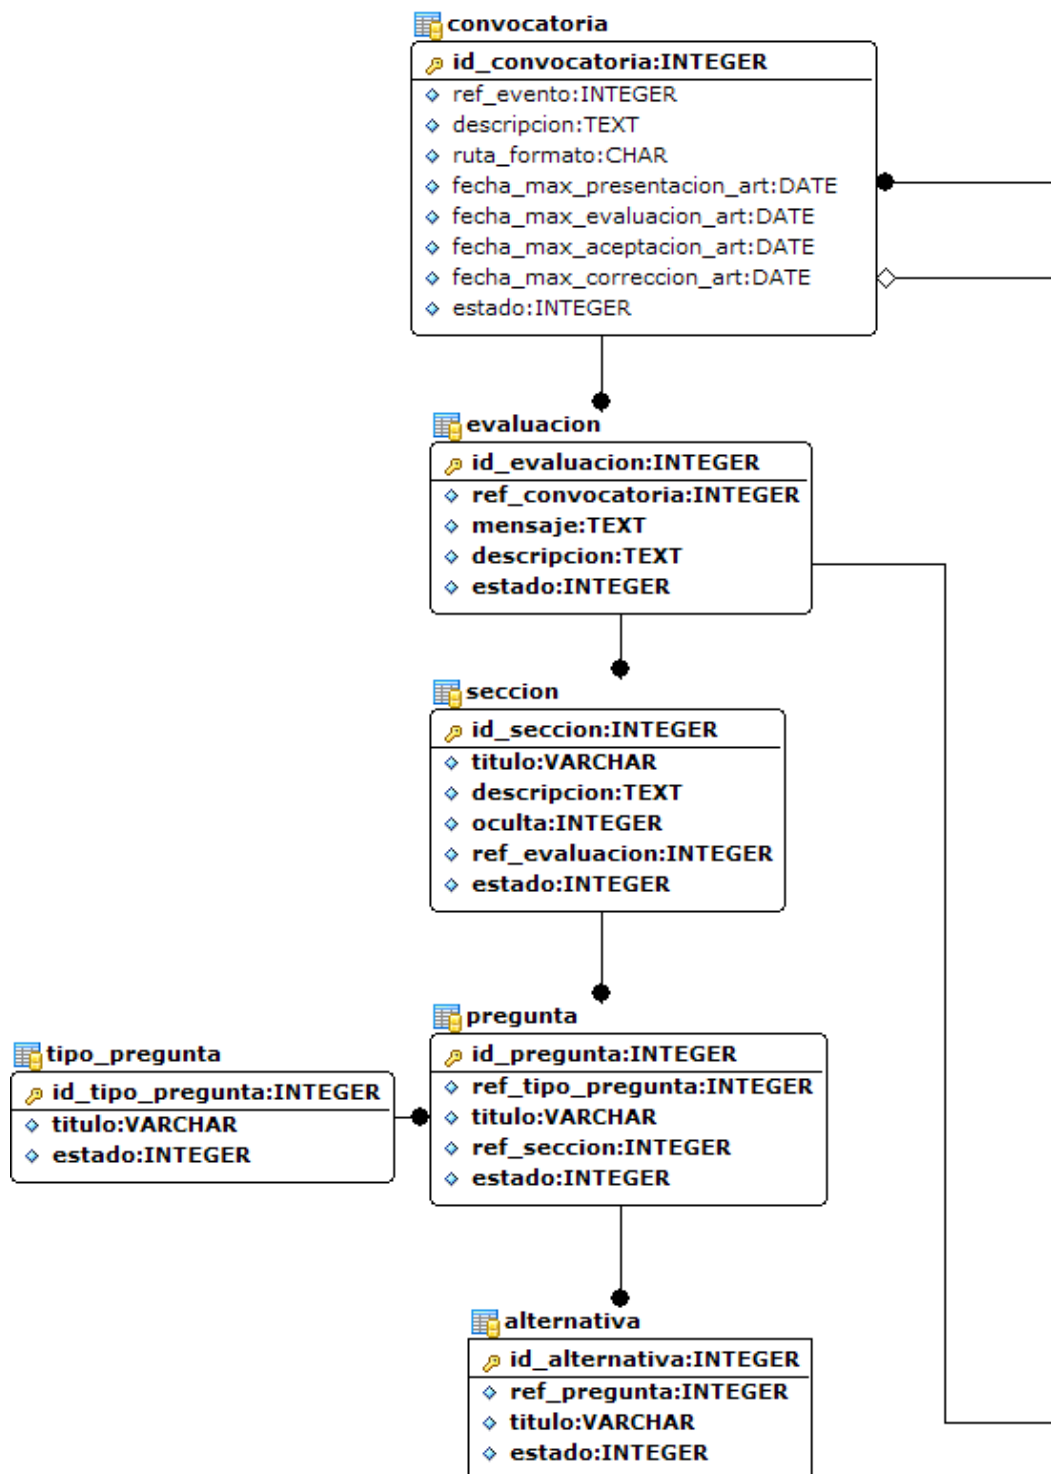 convocatoria
id_convocatoria:INTEGER
ref_evento:INTEGER
descripcion:TEXT
ruta_formato:CHAR
fecha_max_presentacion_art:DATE
fecha_max_evaluacion_art:DATE
fecha_max_aceptacion_art:DATE
fecha_max_correccion_art:DATE
estado:INTEGER
evaluacion
id_evaluacion:INTEGER
ref_convocatoria:INTEGER
mensaje:TEXT
descripcion:TEXT
estado:INTEGER
seccion
id_seccion:INTEGER
titulo:VARCHAR
descripcion:TEXT
oculta:INTEGER
ref_evaluacion:INTEGER
estado:INTEGER
tipo_pregunta
id_tipo_pregunta:INTEGER
titulo:VARCHAR
estado:INTEGER
pregunta
id_pregunta:INTEGER
ref_tipo_pregunta:INTEGER
titulo:VARCHAR
ref_seccion:INTEGER
estado:INTEGER
alternativa
id_alternativa:INTEGER
ref_pregunta:INTEGER
titulo:VARCHAR
estado:INTEGER